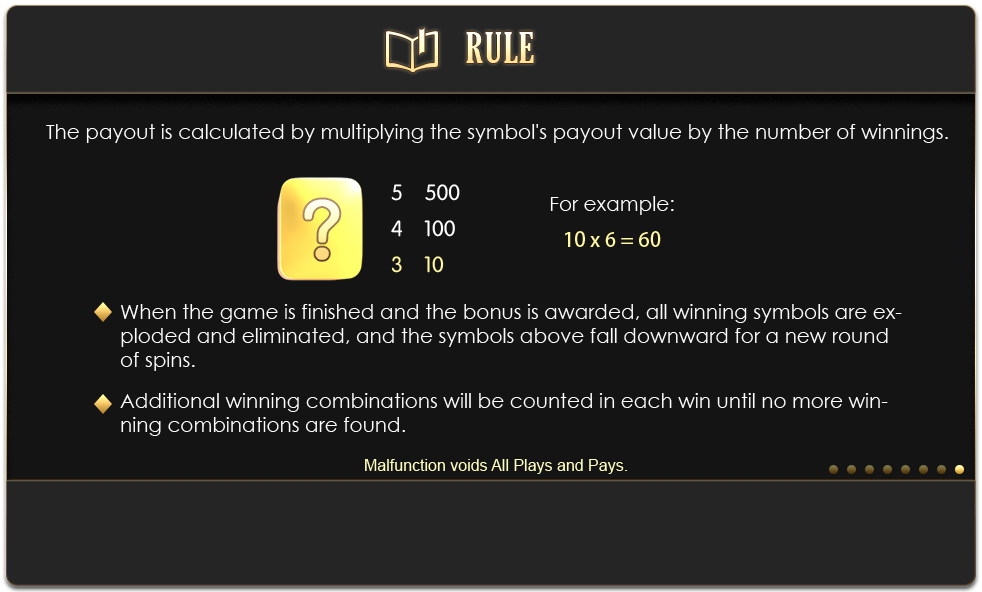 RULE
The payout is calculated by multiplying the symbol's payout value by the number of winnings.
?
5 500
4 100
3 10
For example:
10 x 6 = 60
When the game is finished and the bonus is awarded, all winning symbols are ex-
ploded and eliminated, and the symbols above fall downward for a new round
of spins.
Additional winning combinations will be counted in each win until no more win-
ning combinations are found.
Malfunction voids All Plays and Pays.